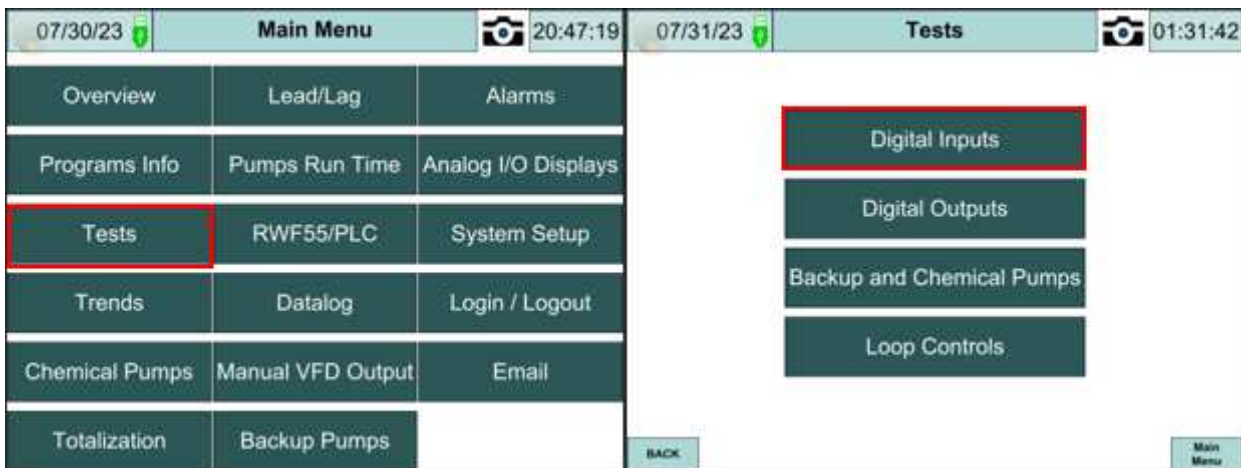 07/30/23 Main Menu 20:47:19
Overview Lead/Lag Alarms
Programs Info Pumps Run Time Analog I/O Displays
Tests RWF55/PLC System Setup
Trends Datalog Login / Logout
Chemical Pumps Manual VFD Output Email
Totalization Backup Pumps
07/31/23 Tests 01:31:42
Digital Inputs
Digital Outputs
Backup and Chemical Pumps
Loop Controls
BACK
Main
Menu